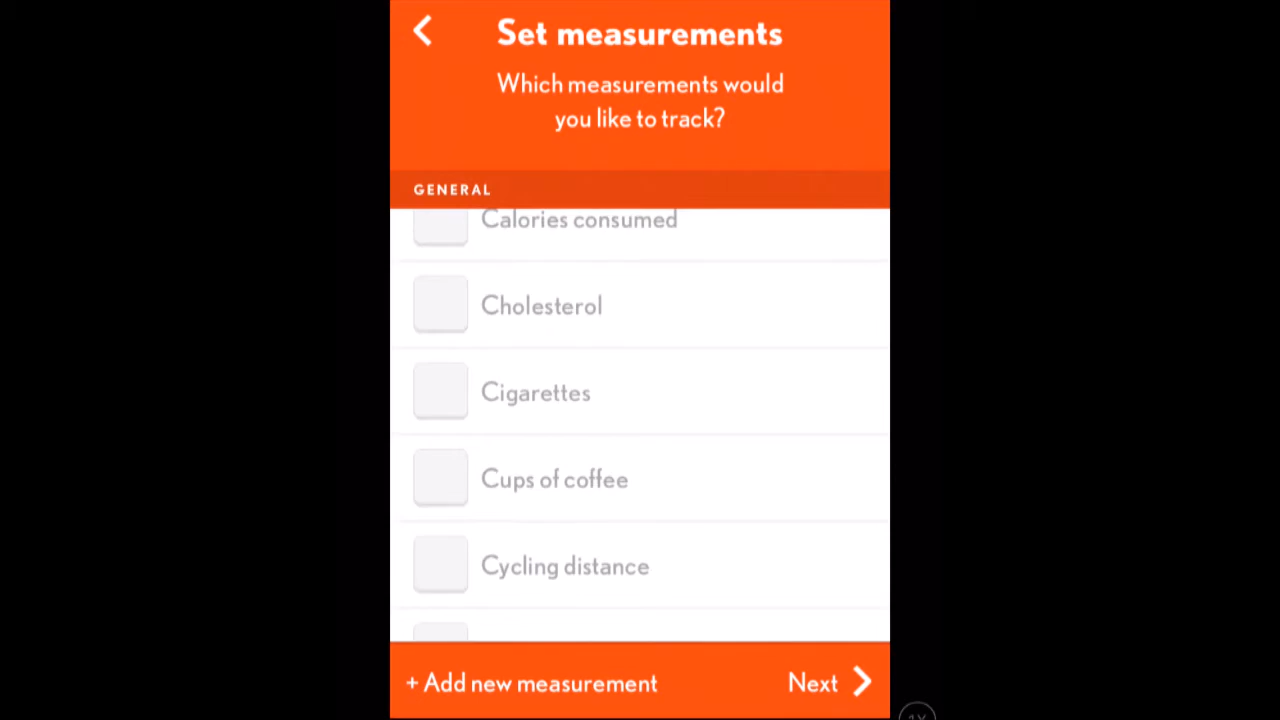 Set measurements
Which measurements would
you like to track?
GENERAL
Calories consumed
Cholesterol
Cigarettes
Cups of coffee
Cycling distance
+ Add new measurement
Next